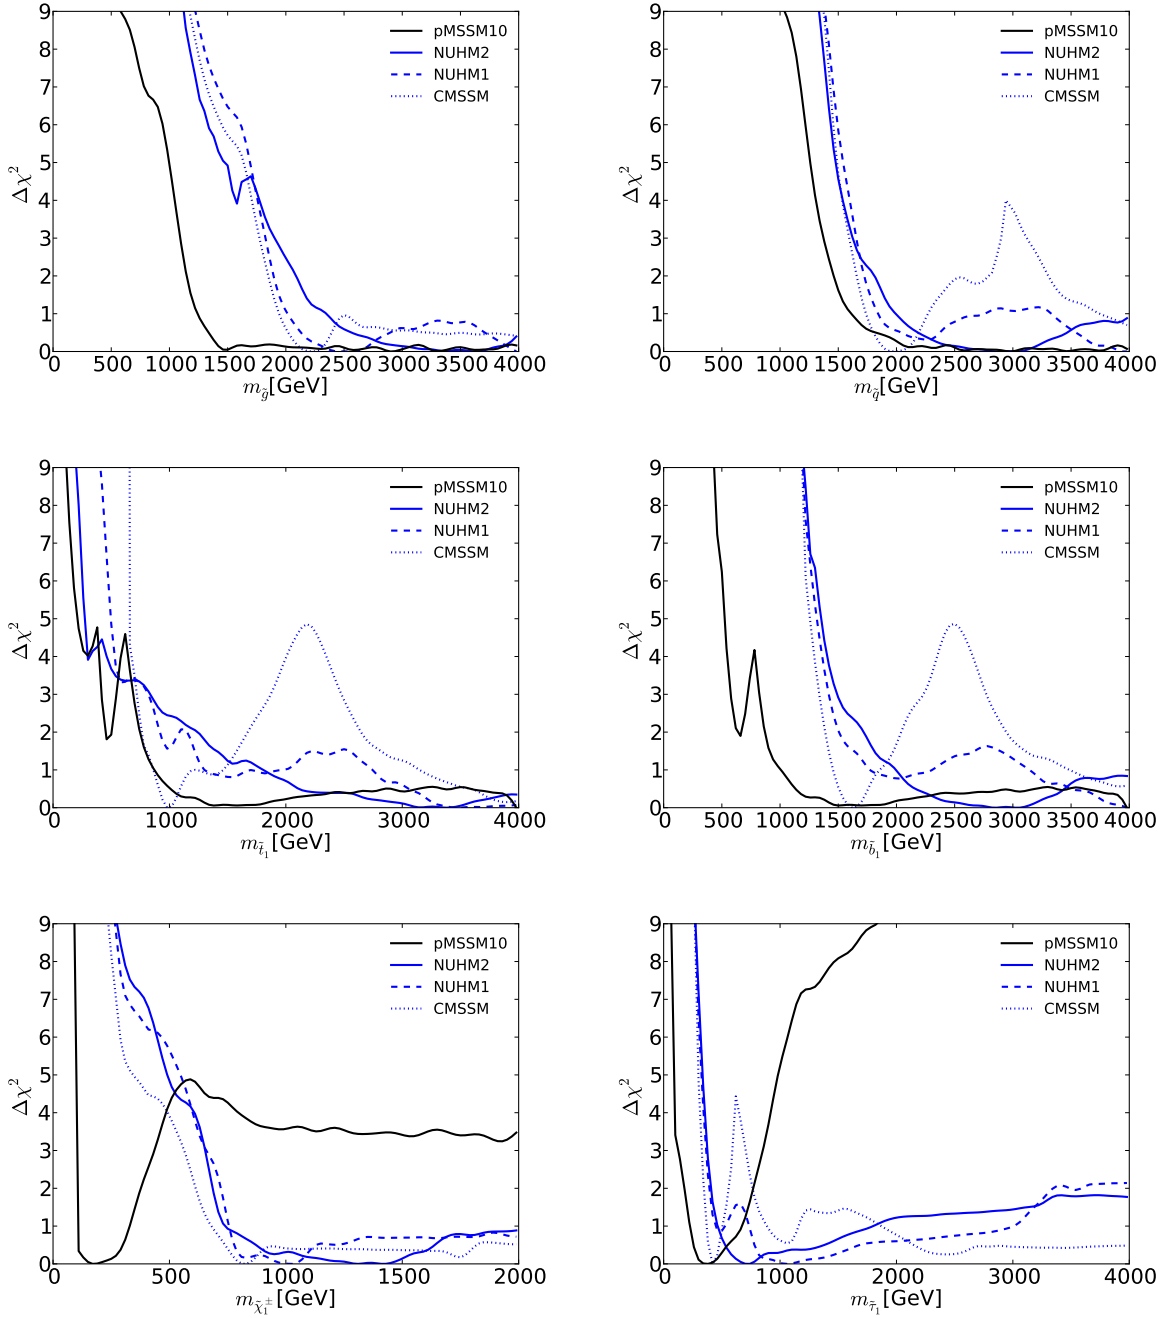 9
8
7
6
5
4
3
2
1
0
Δχ²
0 500 1000 1500 2000 2500 3000 3500 4000
m_g̃[GeV]
pMSSM10
NUHM2
NUHM1
CMSSM
9
8
7
6
5
4
3
2
1
0
Δχ²
0 500 1000 1500 2000 2500 3000 3500 4000
m_q̃[GeV]
pMSSM10
NUHM2
NUHM1
CMSSM
9
8
7
6
5
4
3
2
1
0
Δχ²
0 1000 2000 3000 4000
m_t̃₁[GeV]
pMSSM10
NUHM2
NUHM1
CMSSM
9
8
7
6
5
4
3
2
1
0
Δχ²
0 500 1000 1500 2000 2500 3000 3500 4000
m_b̃₁[GeV]
pMSSM10
NUHM2
NUHM1
CMSSM
9
8
7
6
5
4
3
2
1
0
Δχ²
0 500 1000 1500 2000
m_χ̃₁±[GeV]
pMSSM10
NUHM2
NUHM1
CMSSM
9
8
7
6
5
4
3
2
1
0
Δχ²
0 1000 2000 3000 4000
m_τ̃₁[GeV]
pMSSM10
NUHM2
NUHM1
CMSSM